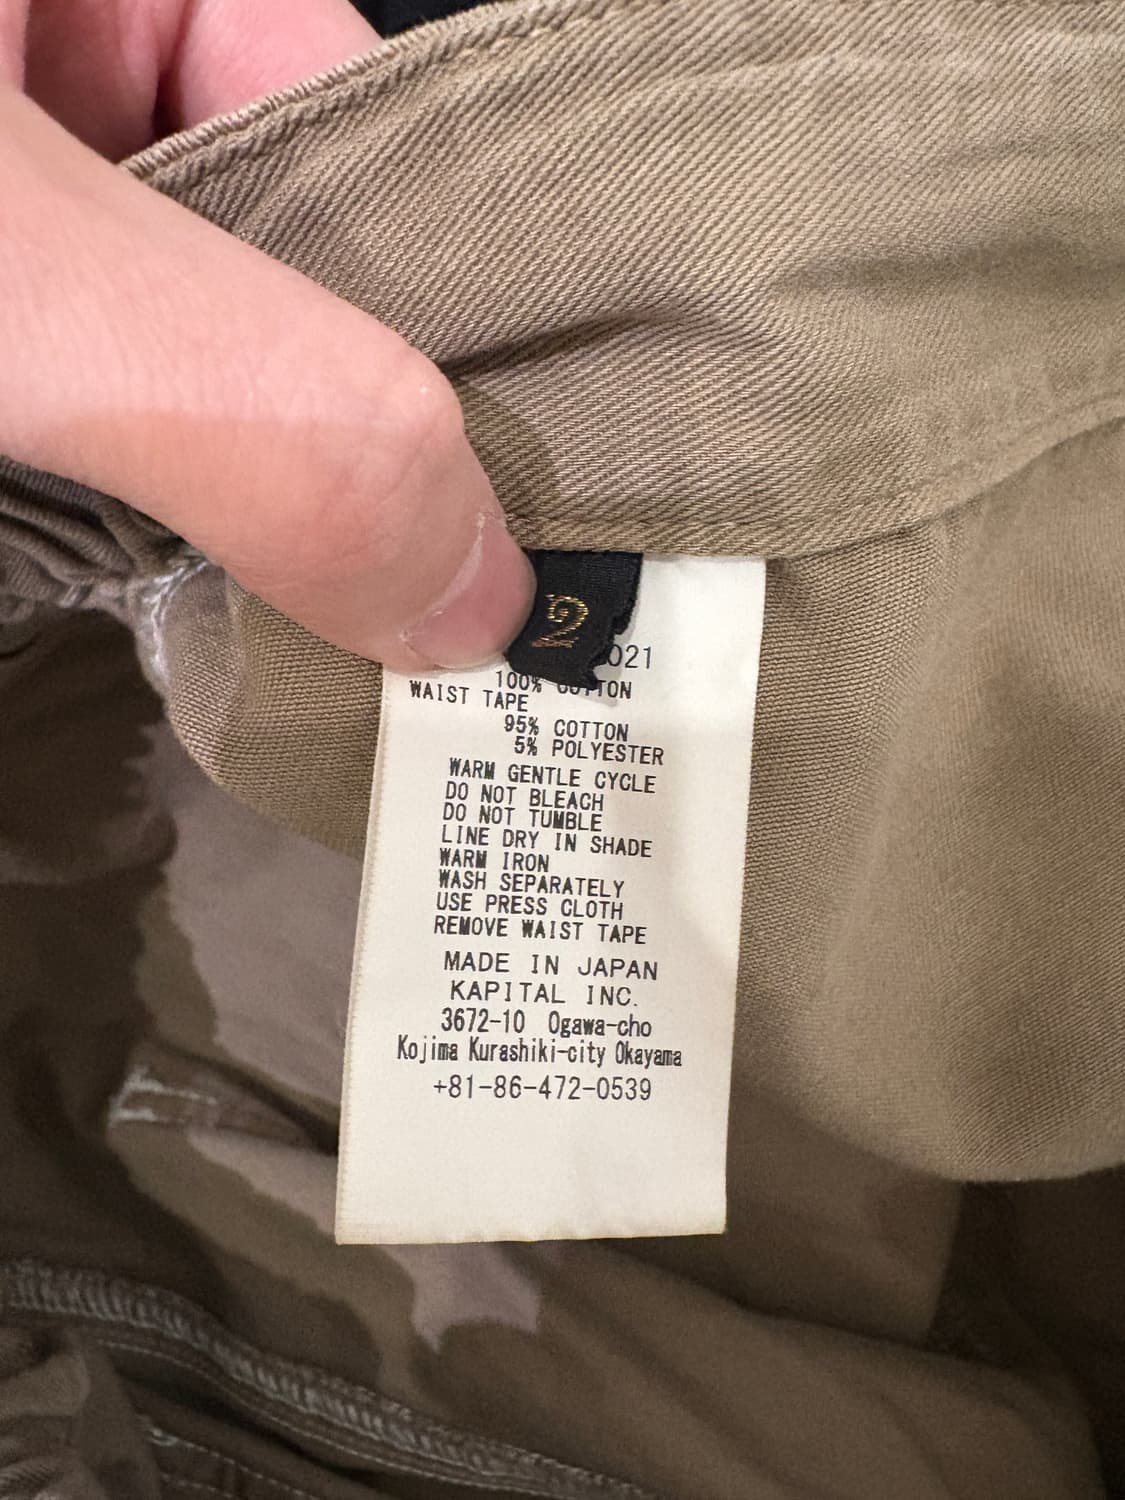 2
021
100% COTTON
WAIST TAPE
95% COTTON
5% POLYESTER
WARM GENTLE CYCLE
DO NOT BLEACH
DO NOT TUMBLE
LINE DRY IN SHADE
WARM IRON
WASH SEPARATELY
USE PRESS CLOTH
REMOVE WAIST TAPE
MADE IN JAPAN
KAPITAL INC.
3672-10 Ogawa-cho
Kojima Kurashiki-city Okayama
+81-86-472-0539